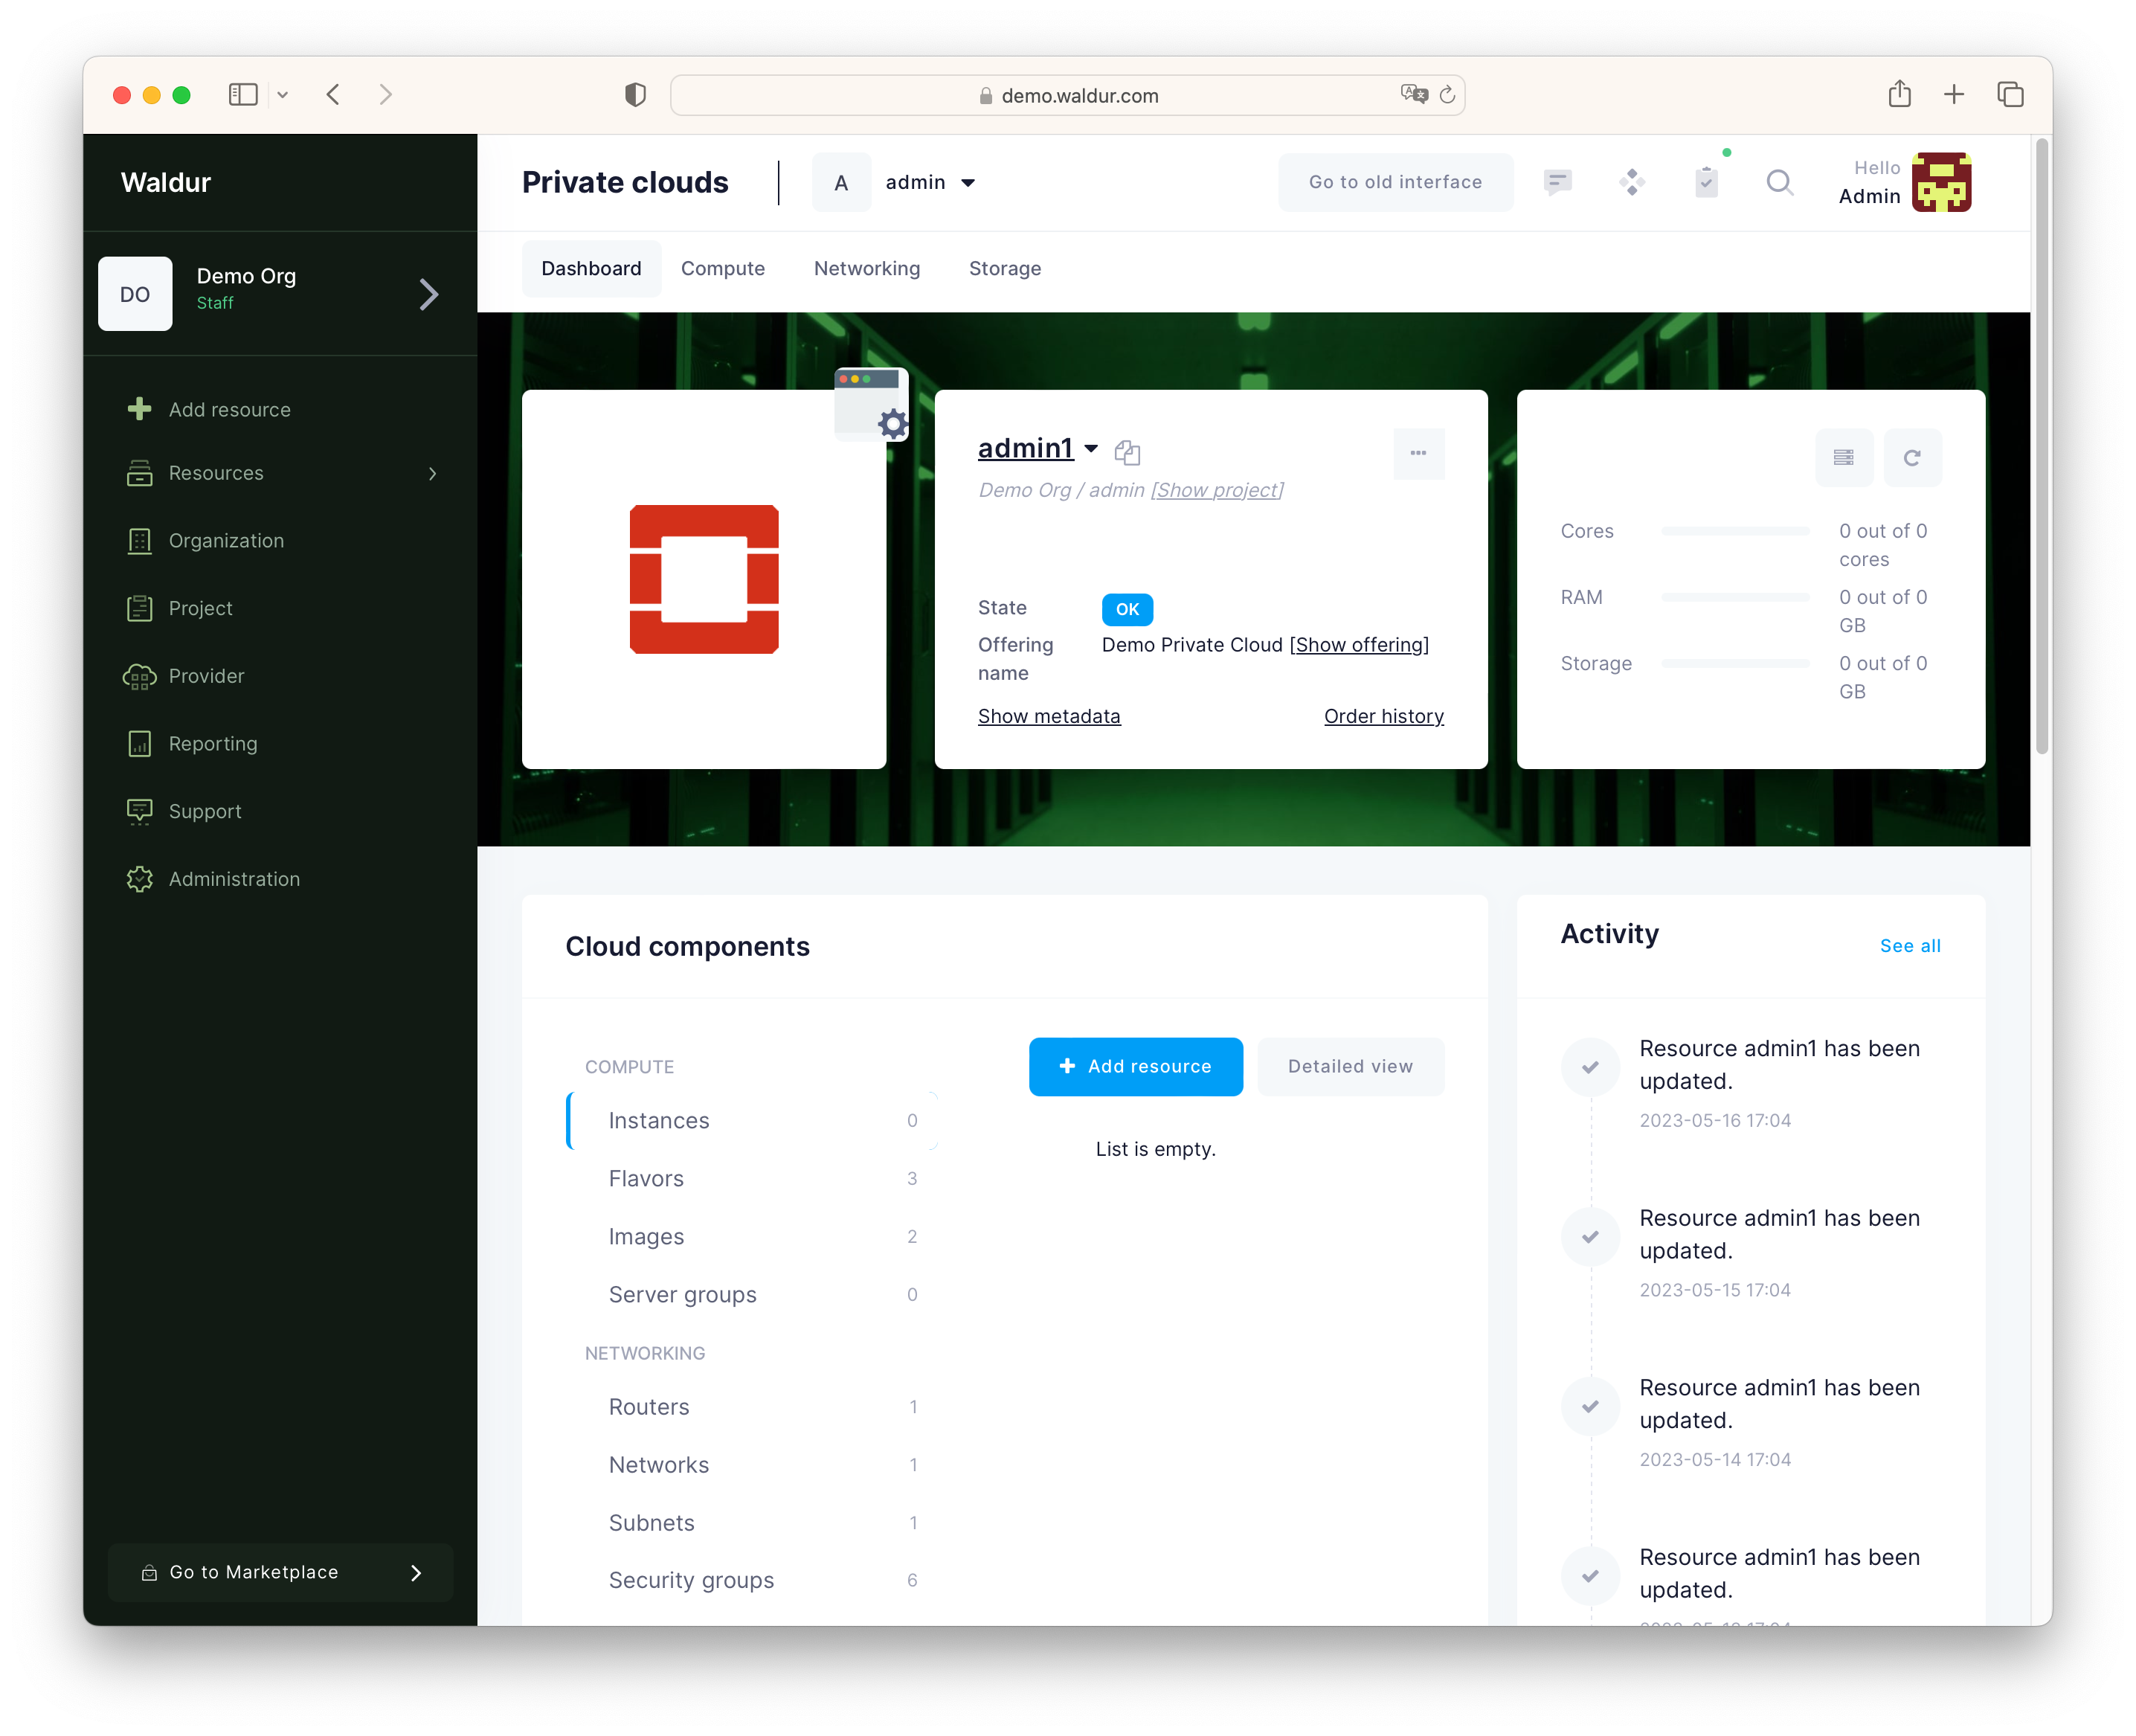 demo.waldur.com
Waldur
Private clouds
A
admin
Go to old interface
Hello
Admin
DO
Demo Org
Staff
Dashboard
Compute
Networking
Storage
Add resource
Resources
Organization
Project
Provider
Reporting
Support
Administration
Go to Marketplace
admin1
Demo Org / admin [Show project]
State
OK
Offering
name
Demo Private Cloud [Show offering]
Show metadata
Order history
Cores
0 out of 0
cores
RAM
0 out of 0
GB
Storage
0 out of 0
GB
Cloud components
COMPUTE
Instances 0
Flavors 3
Images 2
Server groups 0
NETWORKING
Routers 1
Networks 1
Subnets 1
Security groups 6
Add resource
Detailed view
List is empty.
Activity
See all
Resource admin1 has been
updated.
2023-05-16 17:04
Resource admin1 has been
updated.
2023-05-15 17:04
Resource admin1 has been
updated.
2023-05-14 17:04
Resource admin1 has been
updated.